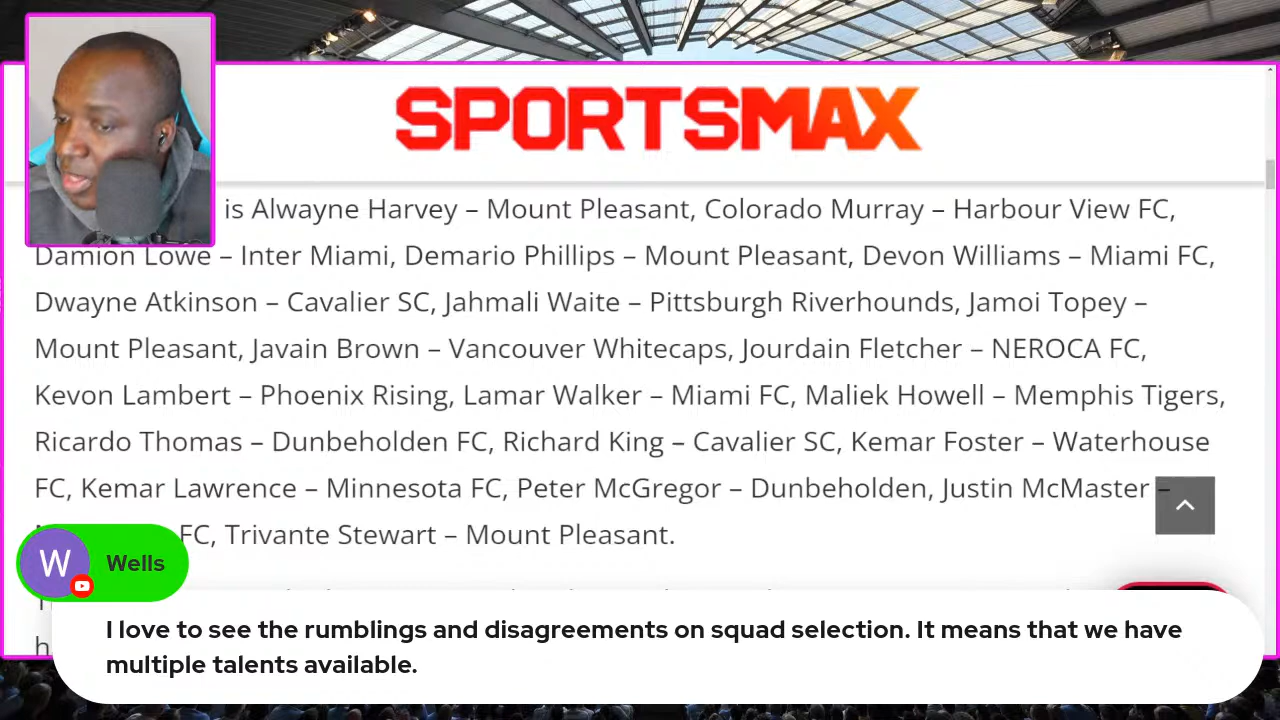 SPORTSMAX
is Alwayne Harvey – Mount Pleasant, Colorado Murray – Harbour View FC,
Damion Lowe – Inter Miami, Demario Phillips – Mount Pleasant, Devon Williams – Miami FC,
Dwayne Atkinson – Cavalier SC, Jahmali Waite – Pittsburgh Riverhounds, Jamoi Topey –
Mount Pleasant, Javain Brown – Vancouver Whitecaps, Jourdain Fletcher – NEROCA FC,
Kevon Lambert – Phoenix Rising, Lamar Walker – Miami FC, Maliek Howell – Memphis Tigers,
Ricardo Thomas – Dunbeholden FC, Richard King – Cavalier SC, Kemar Foster – Waterhouse
FC, Kemar Lawrence – Minnesota FC, Peter McGregor – Dunbeholden, Justin McMaster –
FC, Trivante Stewart – Mount Pleasant.
W Wells
I love to see the rumblings and disagreements on squad selection. It means that we have
multiple talents available.